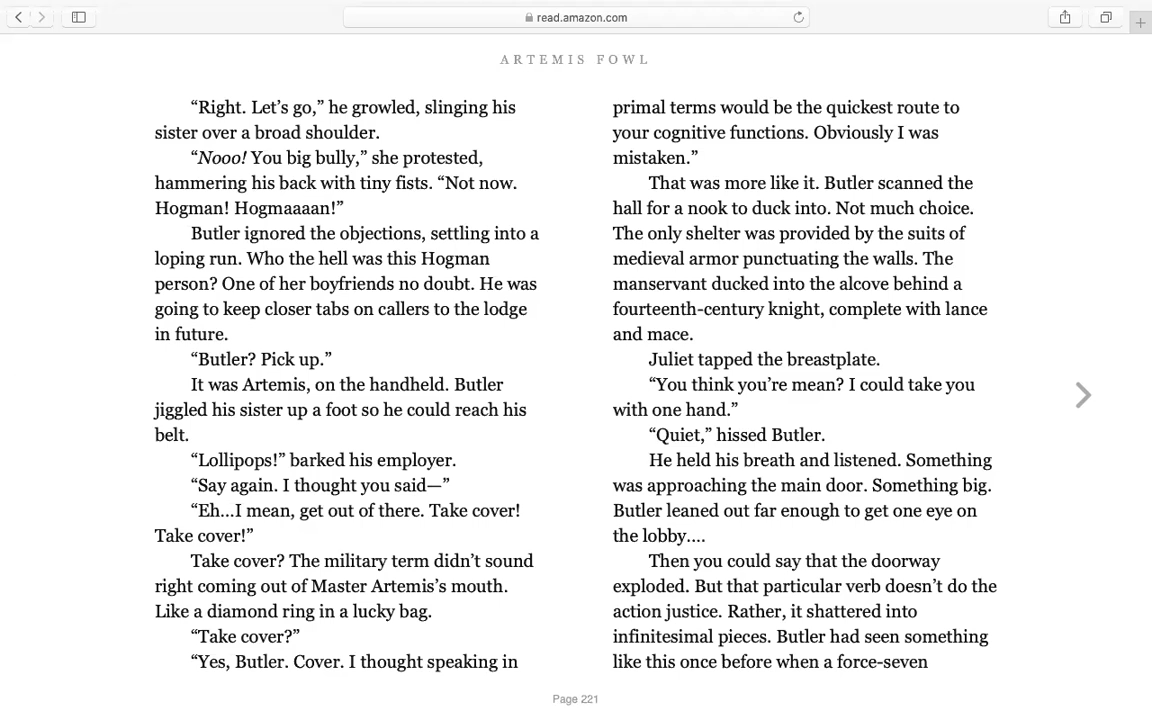 read.amazon.com
ARTEMIS FOWL
“Right. Let’s go,” he growled, slinging his
sister over a broad shoulder.
“Nooo! You big bully,” she protested,
hammering his back with tiny fists. “Not now.
Hogman! Hogmaaaan!”
Butler ignored the objections, settling into a
loping run. Who the hell was this Hogman
person? One of her boyfriends no doubt. He was
going to keep closer tabs on callers to the lodge
in future.
“Butler? Pick up.”
It was Artemis, on the handheld. Butler
jiggled his sister up a foot so he could reach his
belt.
“Lollipops!” barked his employer.
“Say again. I thought you said—”
“Eh...I mean, get out of there. Take cover!
Take cover!”
Take cover? The military term didn’t sound
right coming out of Master Artemis’s mouth.
Like a diamond ring in a lucky bag.
“Take cover?”
“Yes, Butler. Cover. I thought speaking in
primal terms would be the quickest route to
your cognitive functions. Obviously I was
mistaken.”
That was more like it. Butler scanned the
hall for a nook to duck into. Not much choice.
The only shelter was provided by the suits of
medieval armor punctuating the walls. The
manservant ducked into the alcove behind a
fourteenth-century knight, complete with lance
and mace.
Juliet tapped the breastplate.
“You think you’re mean? I could take you
with one hand.”
“Quiet,” hissed Butler.
He held his breath and listened. Something
was approaching the main door. Something big.
Butler leaned out far enough to get one eye on
the lobby....
Then you could say that the doorway
exploded. But that particular verb doesn’t do the
action justice. Rather, it shattered into
infinitesimal pieces. Butler had seen something
like this once before when a force-seven
Page 221